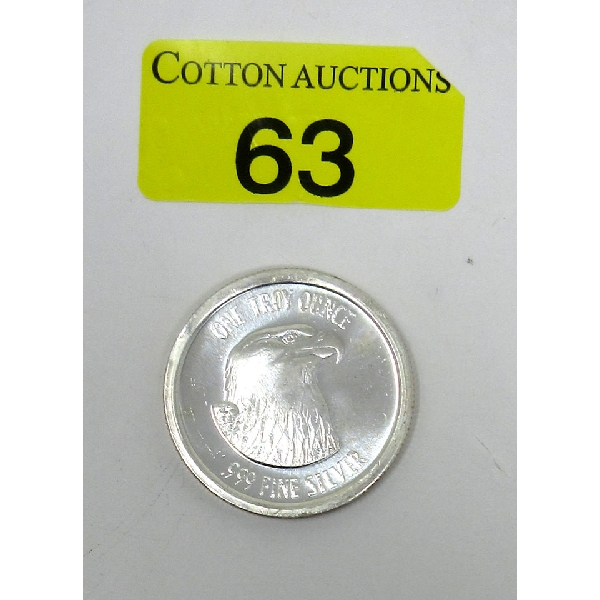 COTTON AUCTIONS
63
ONE TROY OUNCE
.999 FINE SILVER